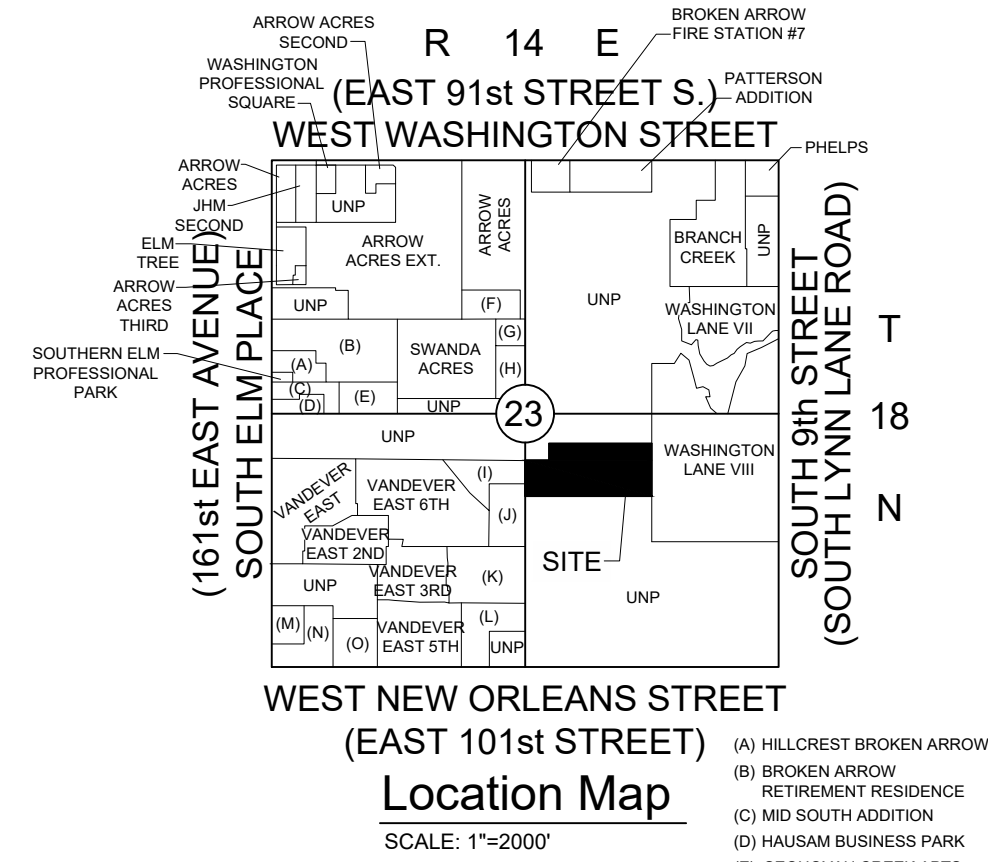 ARROW ACRES
SECOND
R 14 E
BROKEN ARROW
FIRE STATION #7
WASHINGTON
PROFESSIONAL
SQUARE
(EAST 91st STREET S.)
WEST WASHINGTON STREET
PATTERSON
ADDITION
PHELPS
ARROW
ACRES
JHM
SECOND
ELM
TREE
ARROW
ACRES
THIRD
SOUTHERN ELM
PROFESSIONAL
PARK
(161st EAST AVENUE)
SOUTH ELM PLACE
UNP
ARROW
ACRES EXT.
ARROW
ACRES
UNP
(F)
(B)
SWANDA
ACRES
(G)
(H)
(A)
(C)
(D)
(E)
UNP
UNP
BRANCH
CREEK
UNP
WASHINGTON
LANE VII
23
UNP
WASHINGTON
LANE VIII
VANDEVER
EAST
VANDEVER
EAST 6TH
(I)
(J)
VANDEVER
EAST 2ND
UNP
VANDEVER
EAST 3RD
(K)
(M)
(N)
(O)
VANDEVER
EAST 5TH
(L)
UNP
SITE
UNP
SOUTH 9th STREET
(SOUTH LYNN LANE ROAD)
T
18
N
WEST NEW ORLEANS STREET
(EAST 101st STREET)
Location Map
SCALE: 1"=2000'
(A) HILLCREST BROKEN ARROW
(B) BROKEN ARROW
RETIREMENT RESIDENCE
(C) MID SOUTH ADDITION
(D) HAUSAM BUSINESS PARK